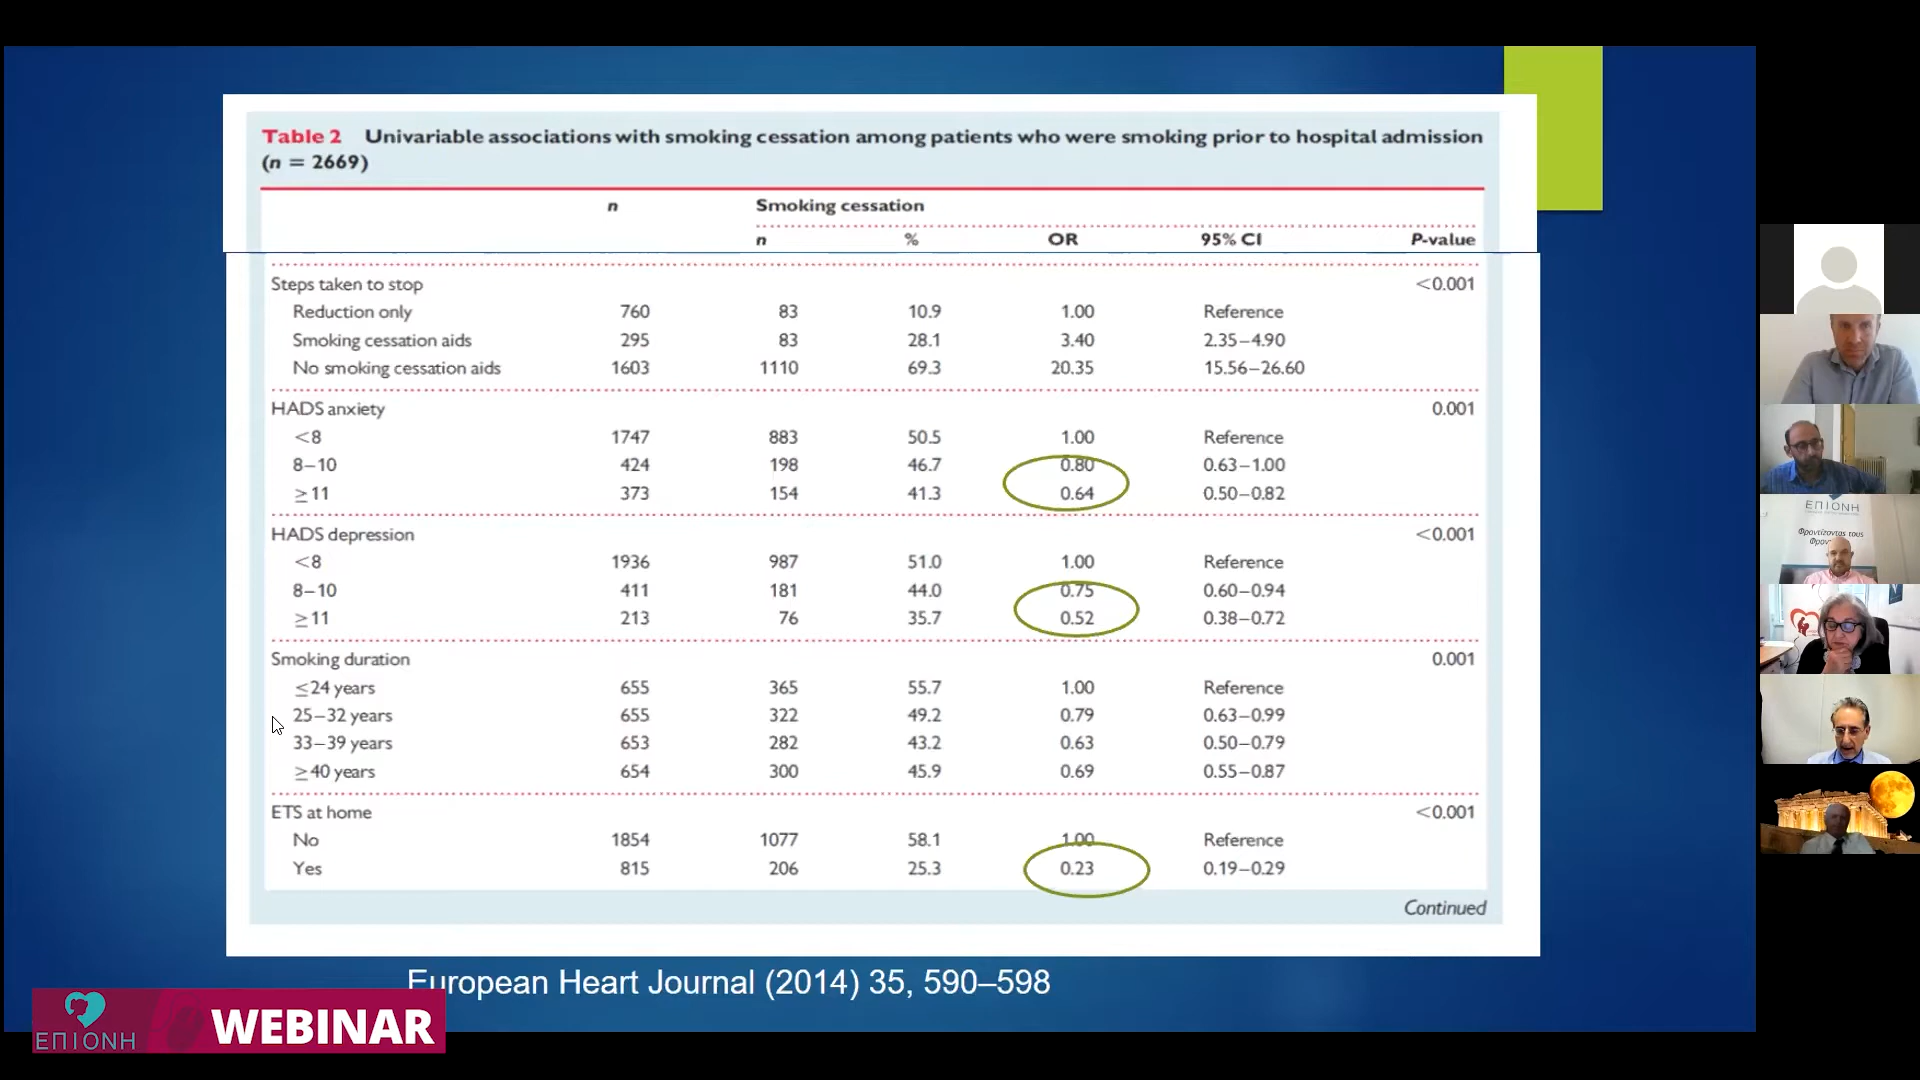 Table 2 Univariable associations with smoking cessation among patients who were smoking prior to hospital admission
(n = 2669)
n Smoking cessation
n % OR 95% CI P-value
Steps taken to stop <0.001
Reduction only 760 83 10.9 1.00 Reference
Smoking cessation aids 295 83 28.1 3.40 2.35–4.90
No smoking cessation aids 1603 1110 69.3 20.35 15.56–26.60
HADS anxiety 0.001
<8 1747 883 50.5 1.00 Reference
8–10 424 198 46.7 0.80 0.63–1.00
≥11 373 154 41.3 0.64 0.50–0.82
HADS depression <0.001
<8 1936 987 51.0 1.00 Reference
8–10 411 181 44.0 0.75 0.60–0.94
≥11 213 76 35.7 0.52 0.38–0.72
Smoking duration 0.001
≤24 years 655 365 55.7 1.00 Reference
25–32 years 655 322 49.2 0.79 0.63–0.99
33–39 years 653 282 43.2 0.63 0.50–0.79
≥40 years 654 300 45.9 0.69 0.55–0.87
ETS at home <0.001
No 1854 1077 58.1 1.00 Reference
Yes 815 206 25.3 0.23 0.19–0.29
Continued
European Heart Journal (2014) 35, 590–598
ΕΠΙΟΝΗ WEBINAR
ΕΠΙΟΝΗ
Φροντίζοντας τους